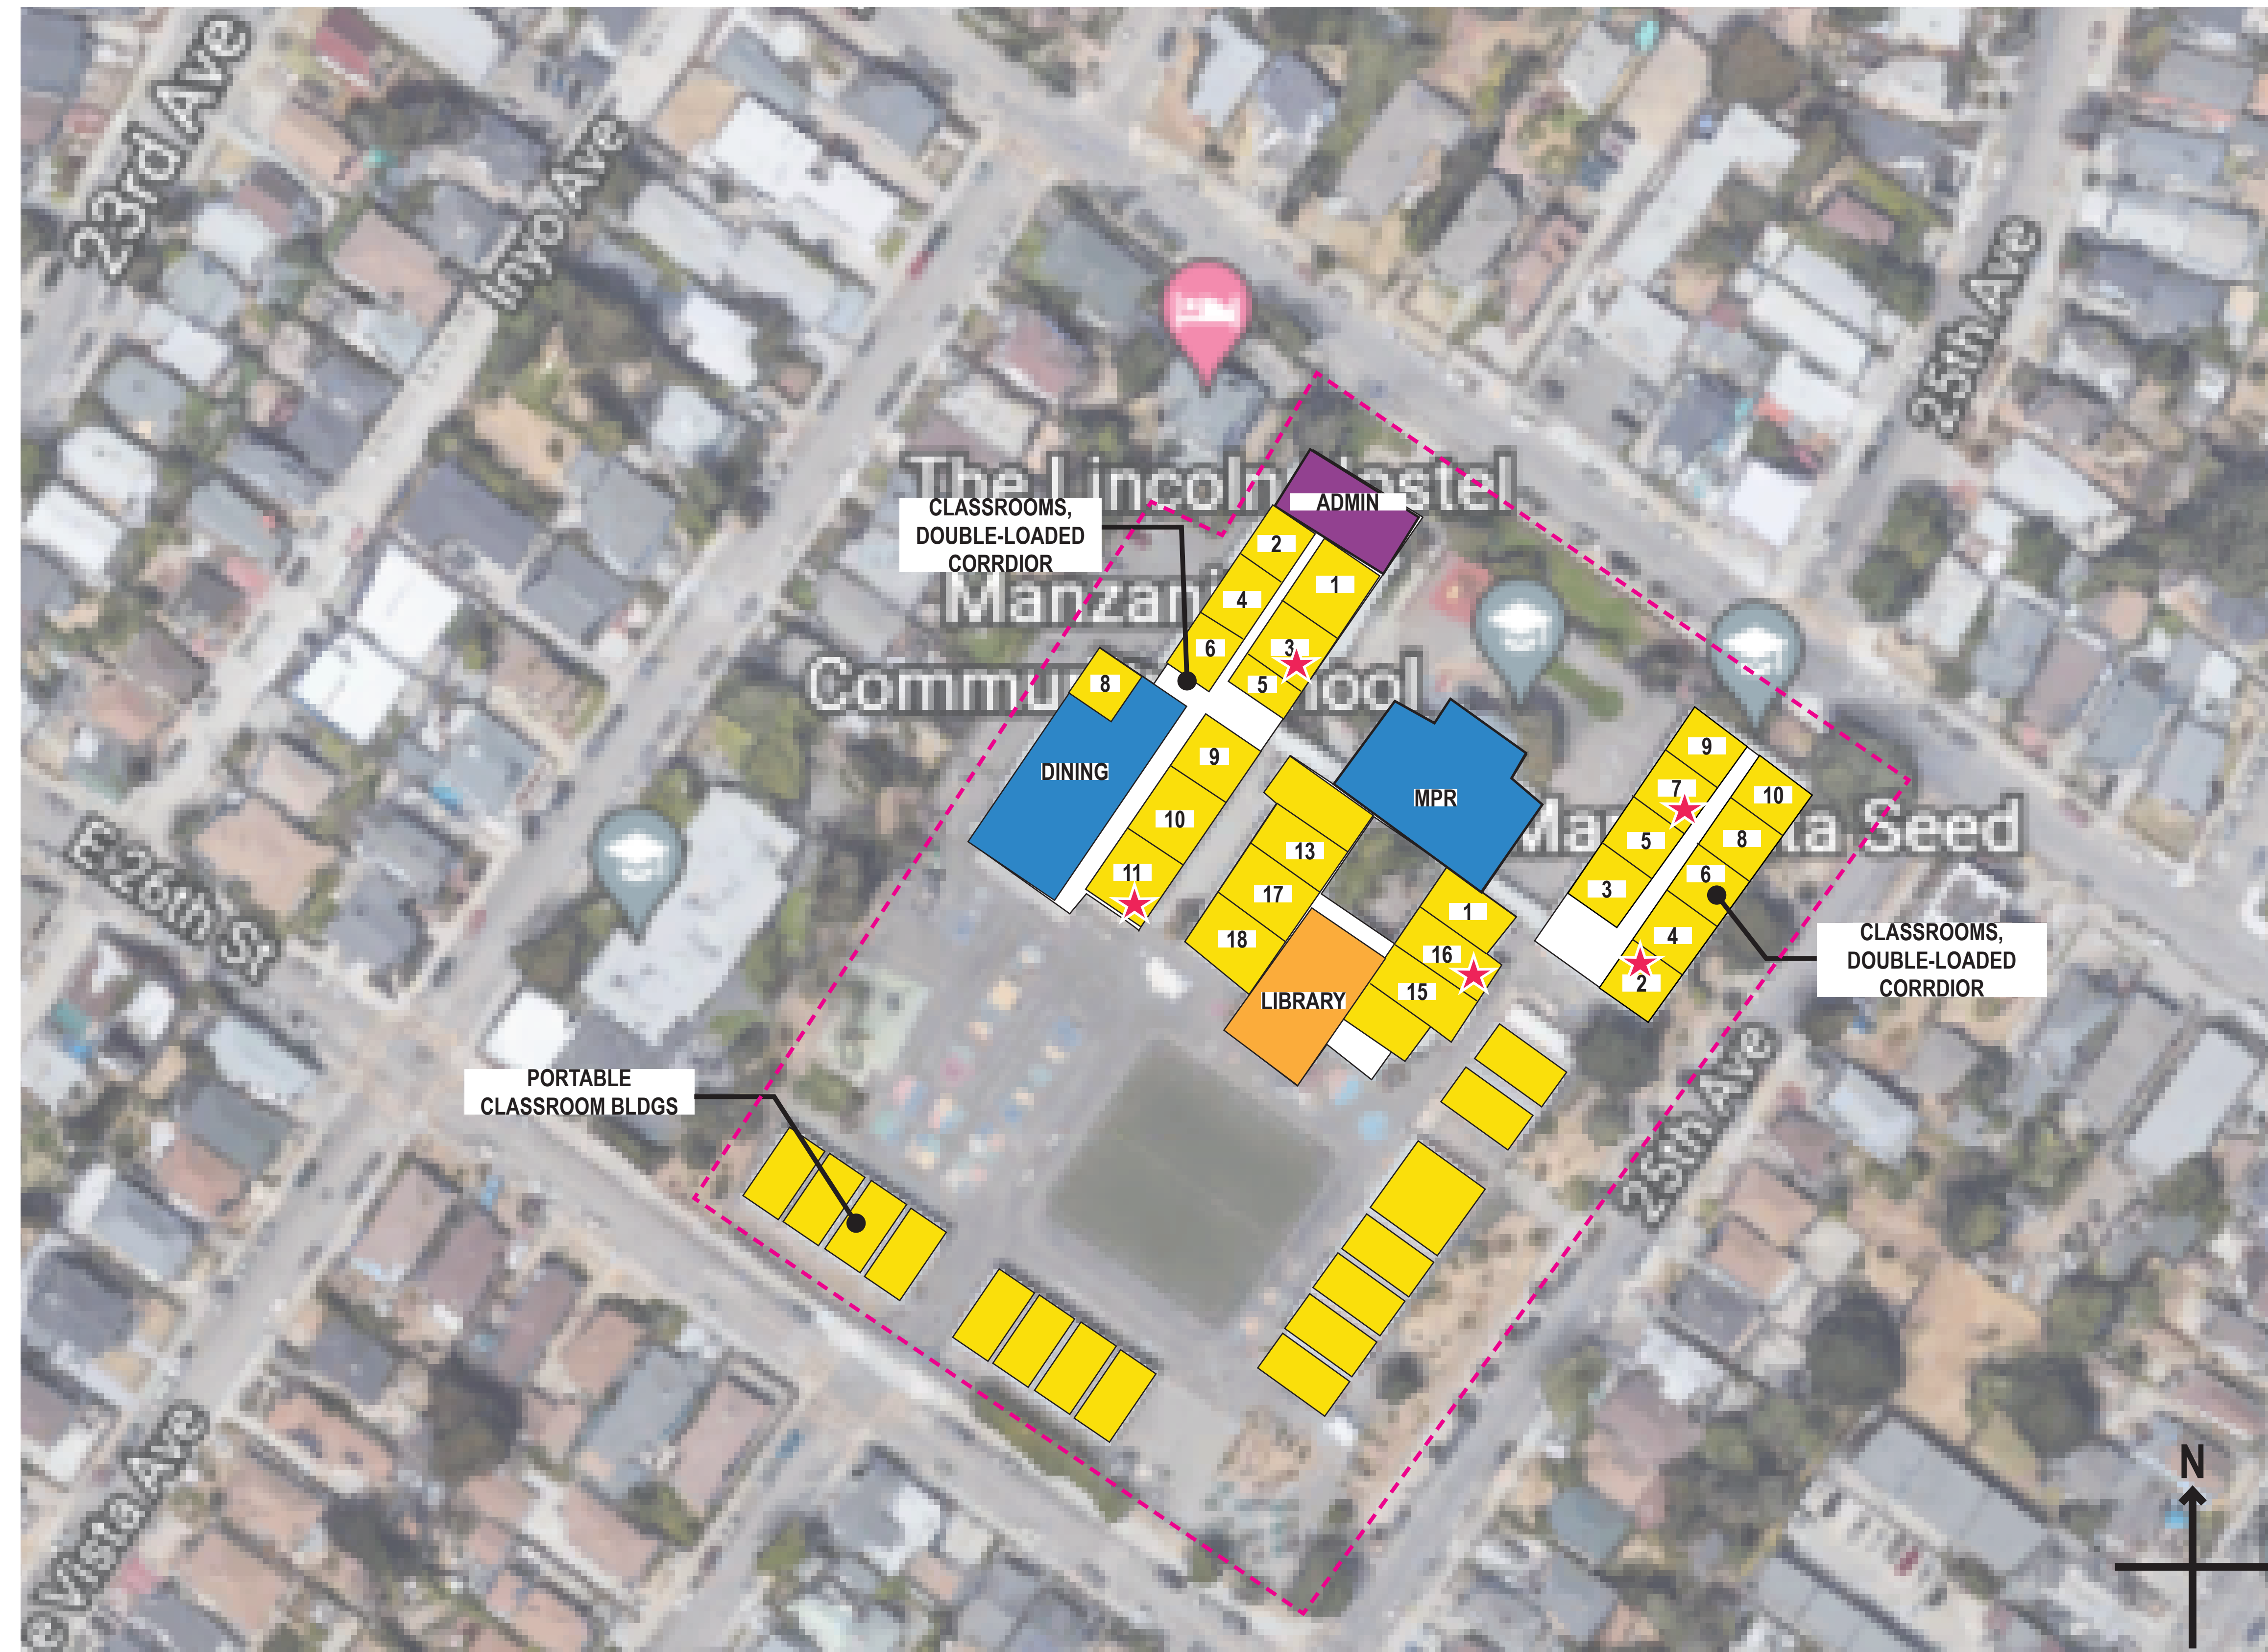 23rd Ave
Inyo Ave
25th Ave
The Lincoln
stel
ADMIN
CLASSROOMS,
DOUBLE-LOADED
CORRDIOR
2
1
4
Manzani
3
6
5
Commu
ool
8
9
DINING
10
11
MPR
13
17
18
LIBRARY
1
16
15
9
7
10
5
8
Ma
ta Seed
6
3
4
2
CLASSROOMS,
DOUBLE-LOADED
CORRDIOR
E 26th St
PORTABLE
CLASSROOM BLDGS
25th Ave
e Vista Ave
N